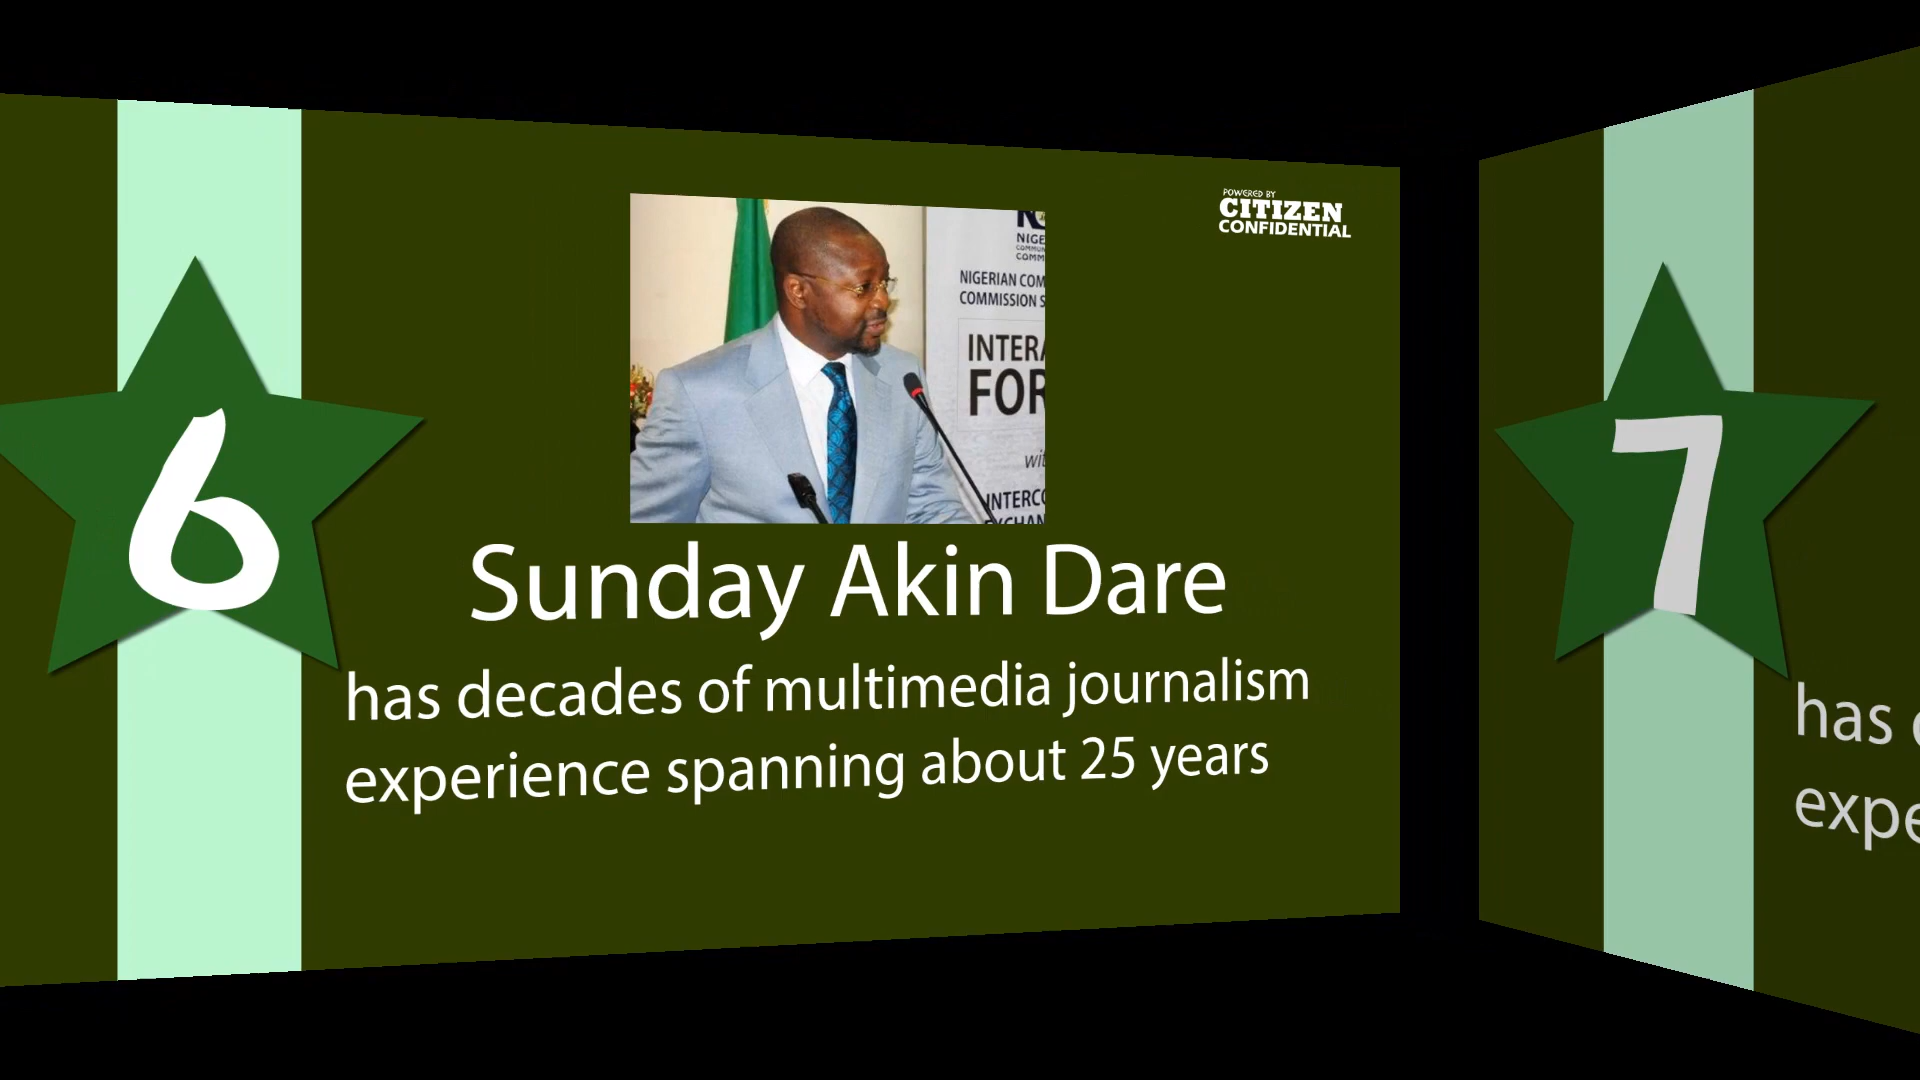 POWERED BY
CITIZEN
CONFIDENTIAL
NIGERIAN COM
COMMISSION S
INTERA
FOR
6
Sunday Akin Dare
has decades of multimedia journalism
experience spanning about 25 years
7
has
expe